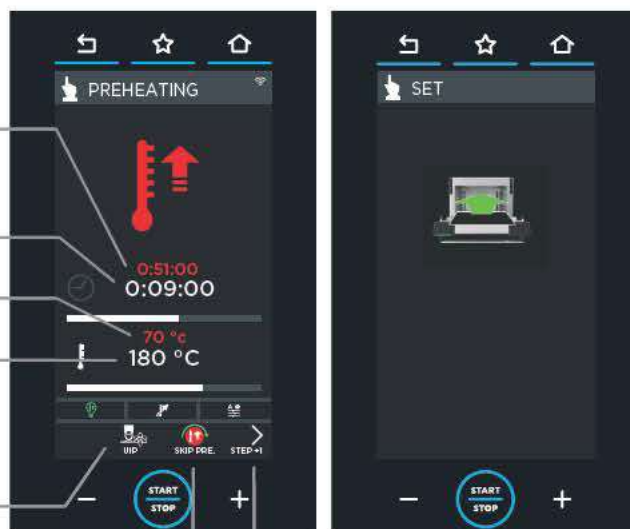 PREHEATING
0:51:00
0:09:00
70 °c
180 °C
UIP
SKIP PRE.
STEP +1
START
STOP
SET
START
STOP